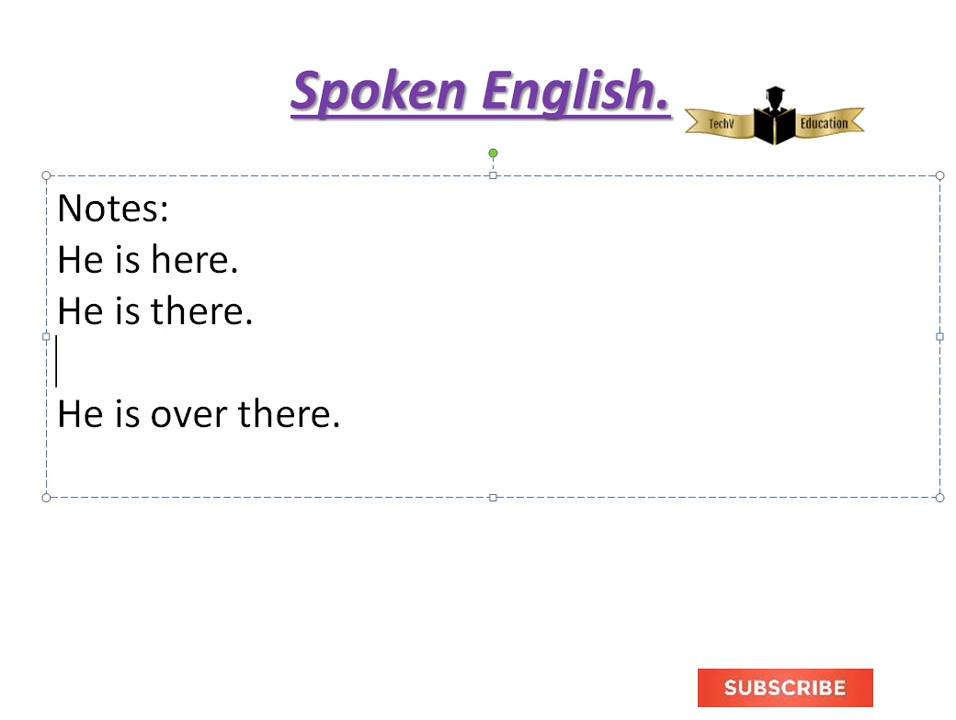 Spoken English.
TechV Education
Notes:
He is here.
He is there.
He is over there.
SUBSCRIBE